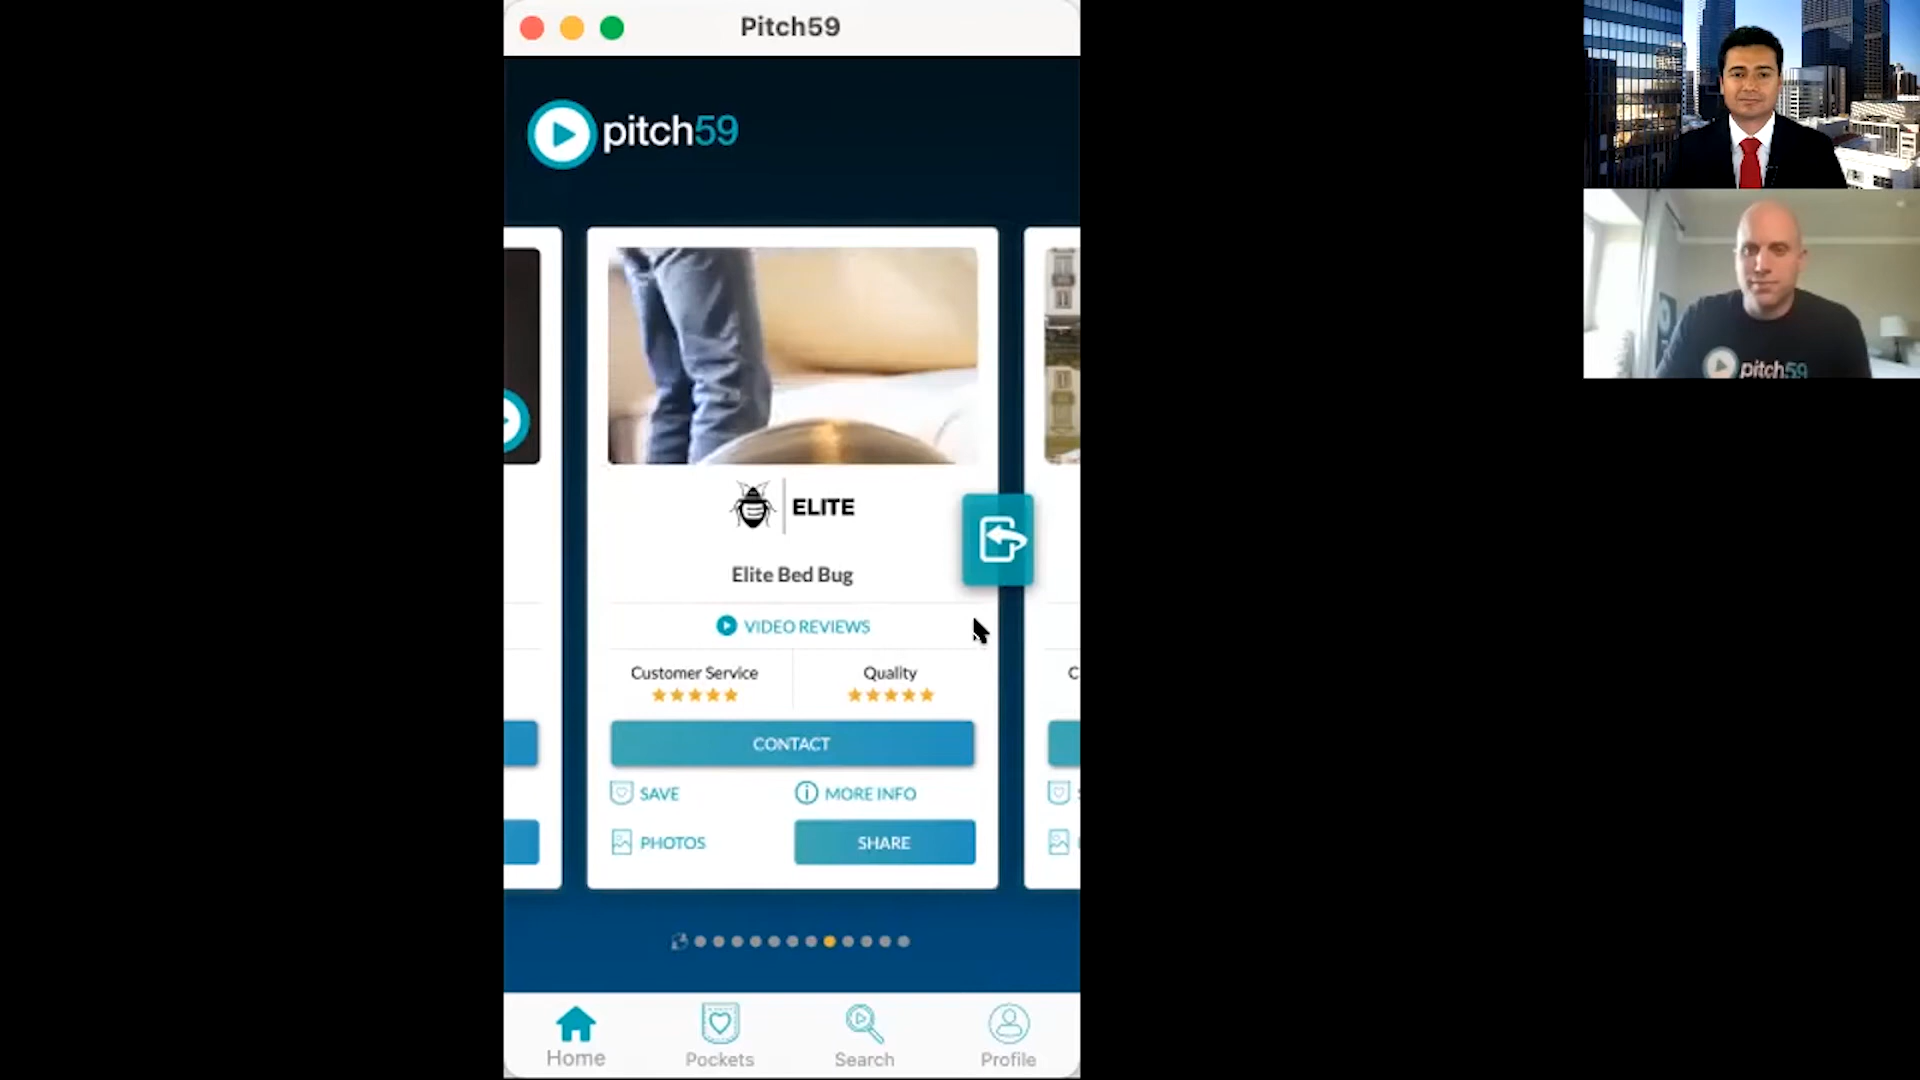 Pitch59
pitch59
ELITE
Elite Bed Bug
VIDEO REVIEWS
Customer Service
Quality
CONTACT
SAVE
MORE INFO
PHOTOS
SHARE
Home
Pockets
Search
Profile
C
pitch59